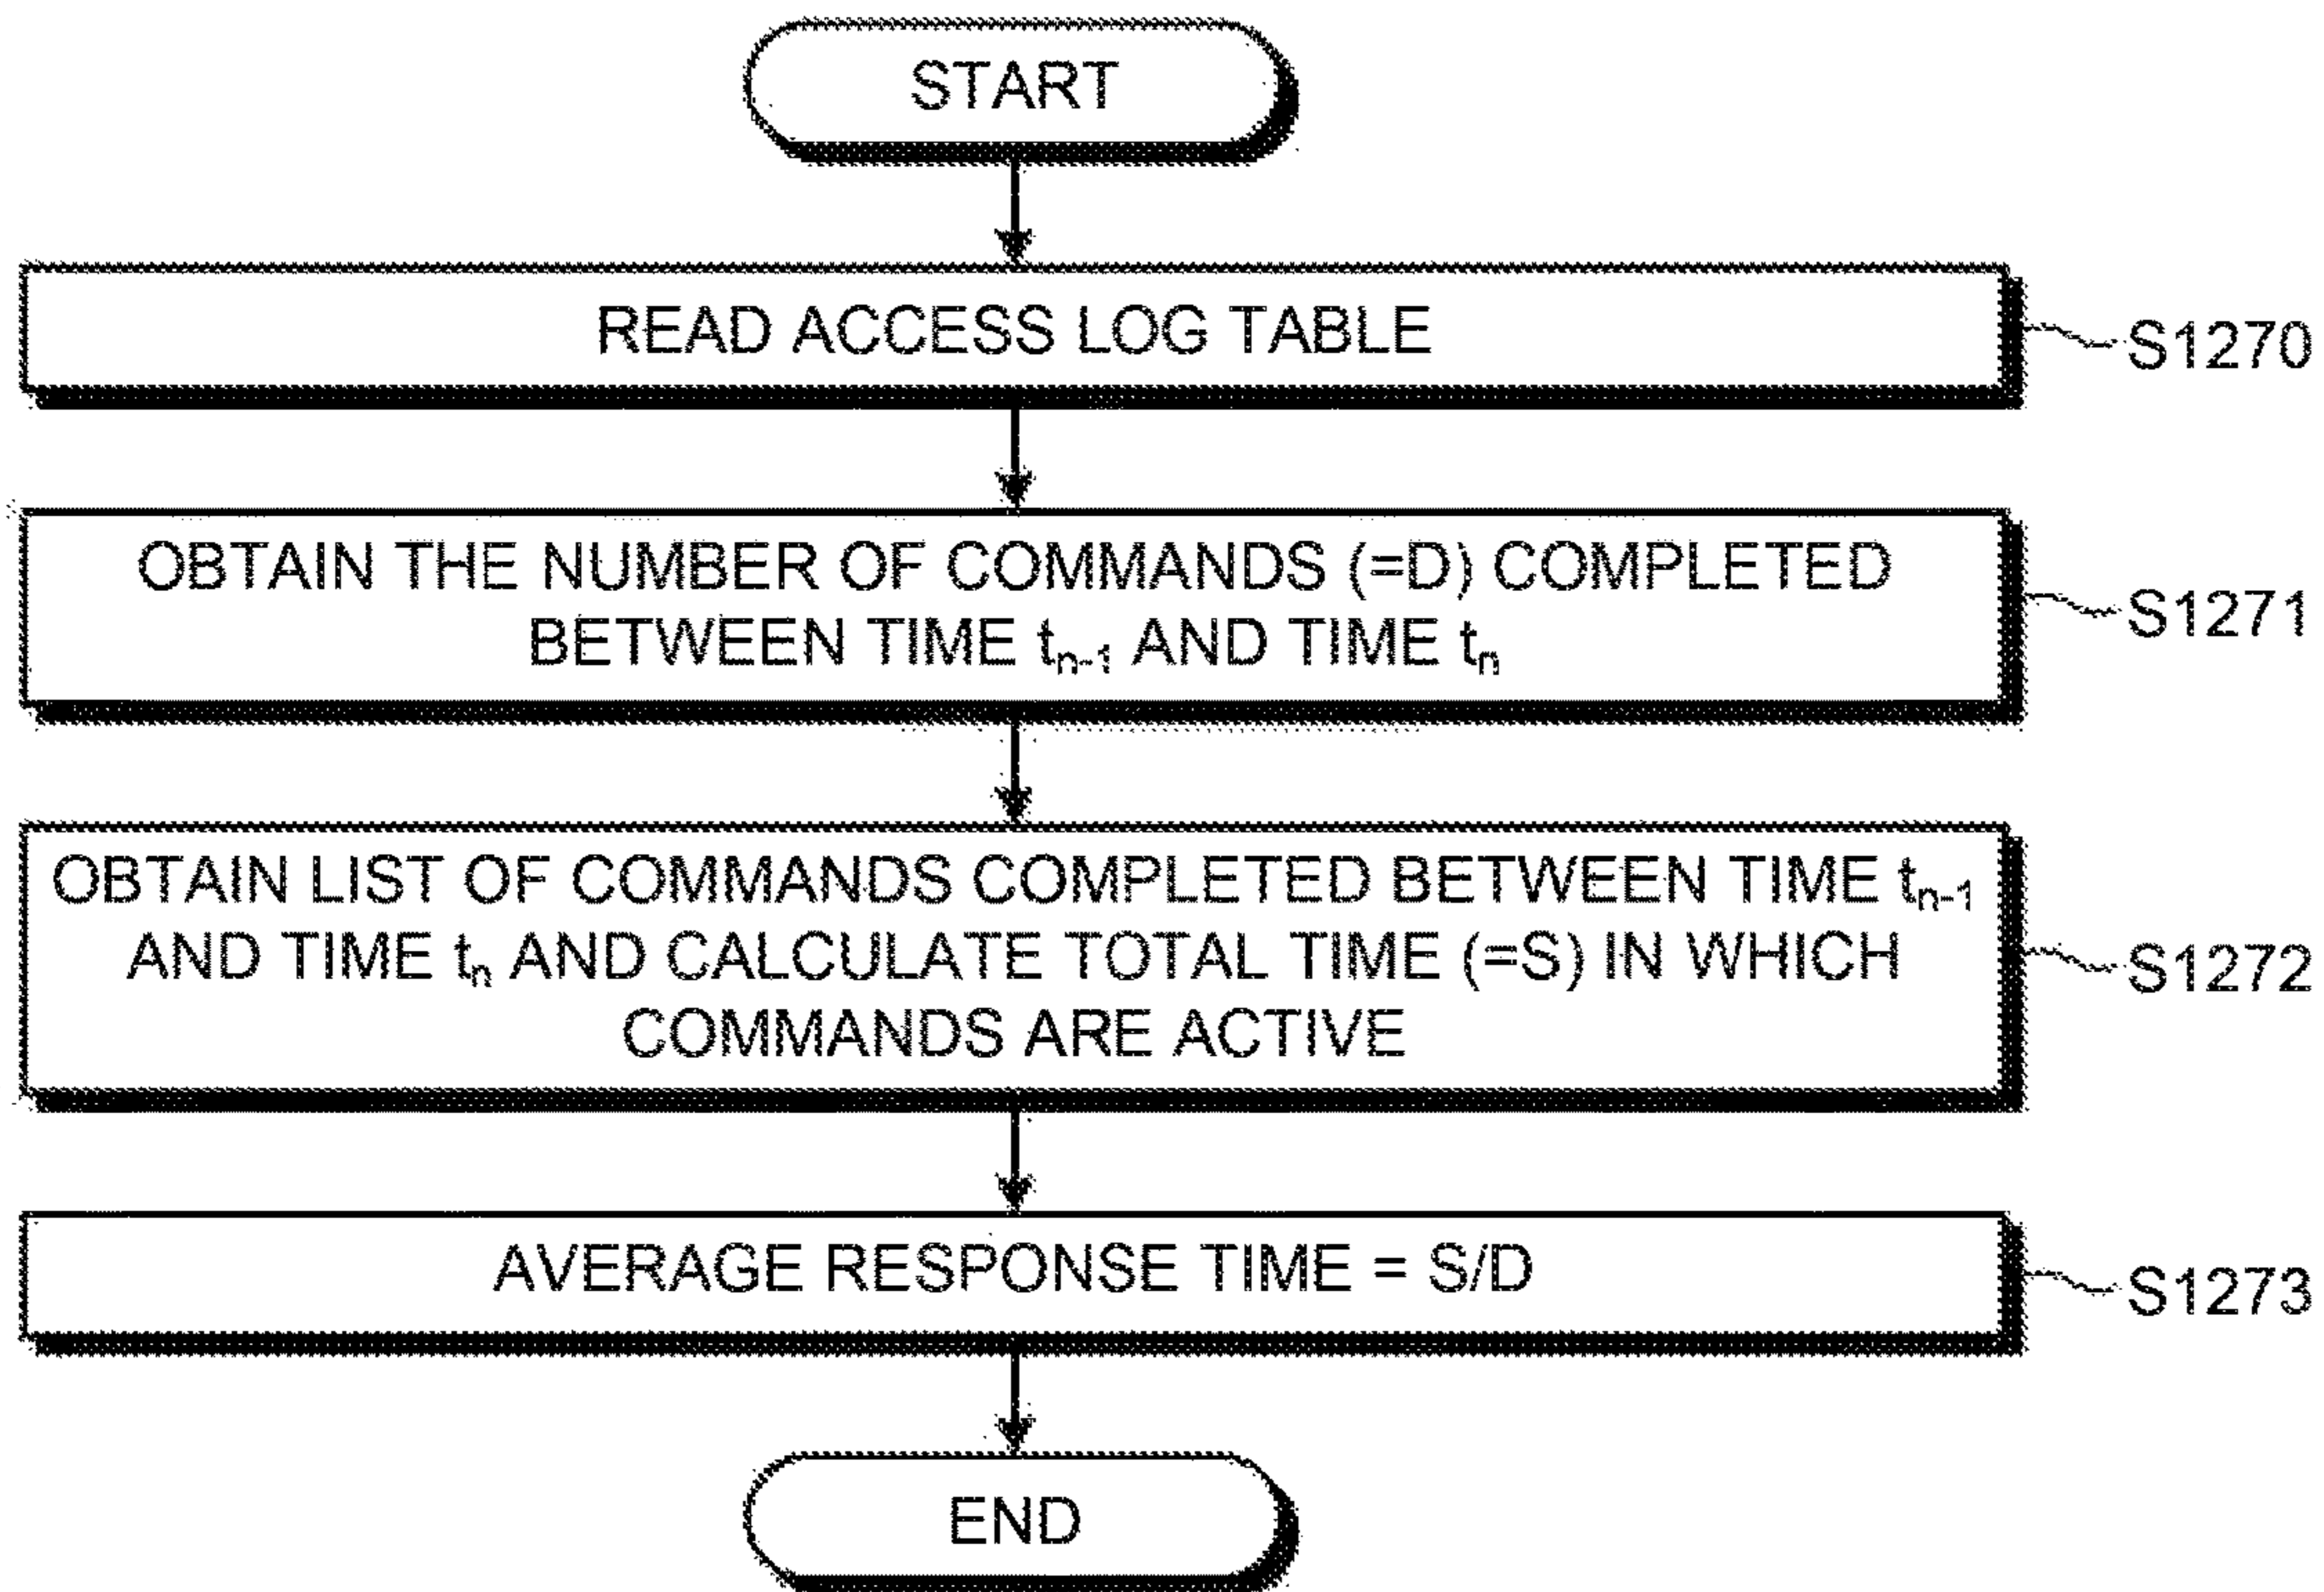 START
READ ACCESS LOG TABLE
S1270
OBTAIN THE NUMBER OF COMMANDS (=D) COMPLETED
BETWEEN TIME tn-1 AND TIME tn
S1271
OBTAIN LIST OF COMMANDS COMPLETED BETWEEN TIME tn-1
AND TIME tn AND CALCULATE TOTAL TIME (=S) IN WHICH
COMMANDS ARE ACTIVE
S1272
AVERAGE RESPONSE TIME = S/D
S1273
END